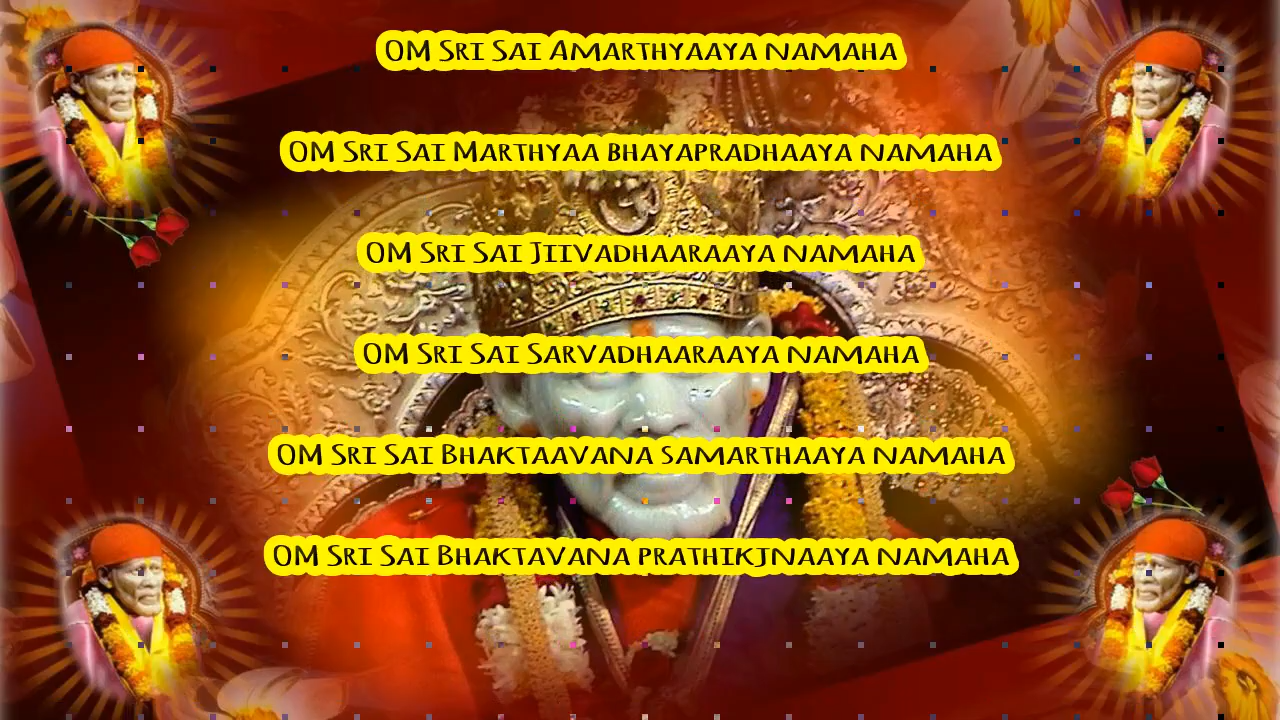 OM Sri Sai Amarthyaaya namaha
OM Sri Sai Marthyaa bhayapradhaaya namaha
OM Sri Sai Jiivadhaaraaya namaha
OM Sri Sai Sarvadhaaraaya namaha
OM Sri Sai Bhaktaavana samarthaaya namaha
OM Sri Sai Bhaktavana prathikjnaaya namaha